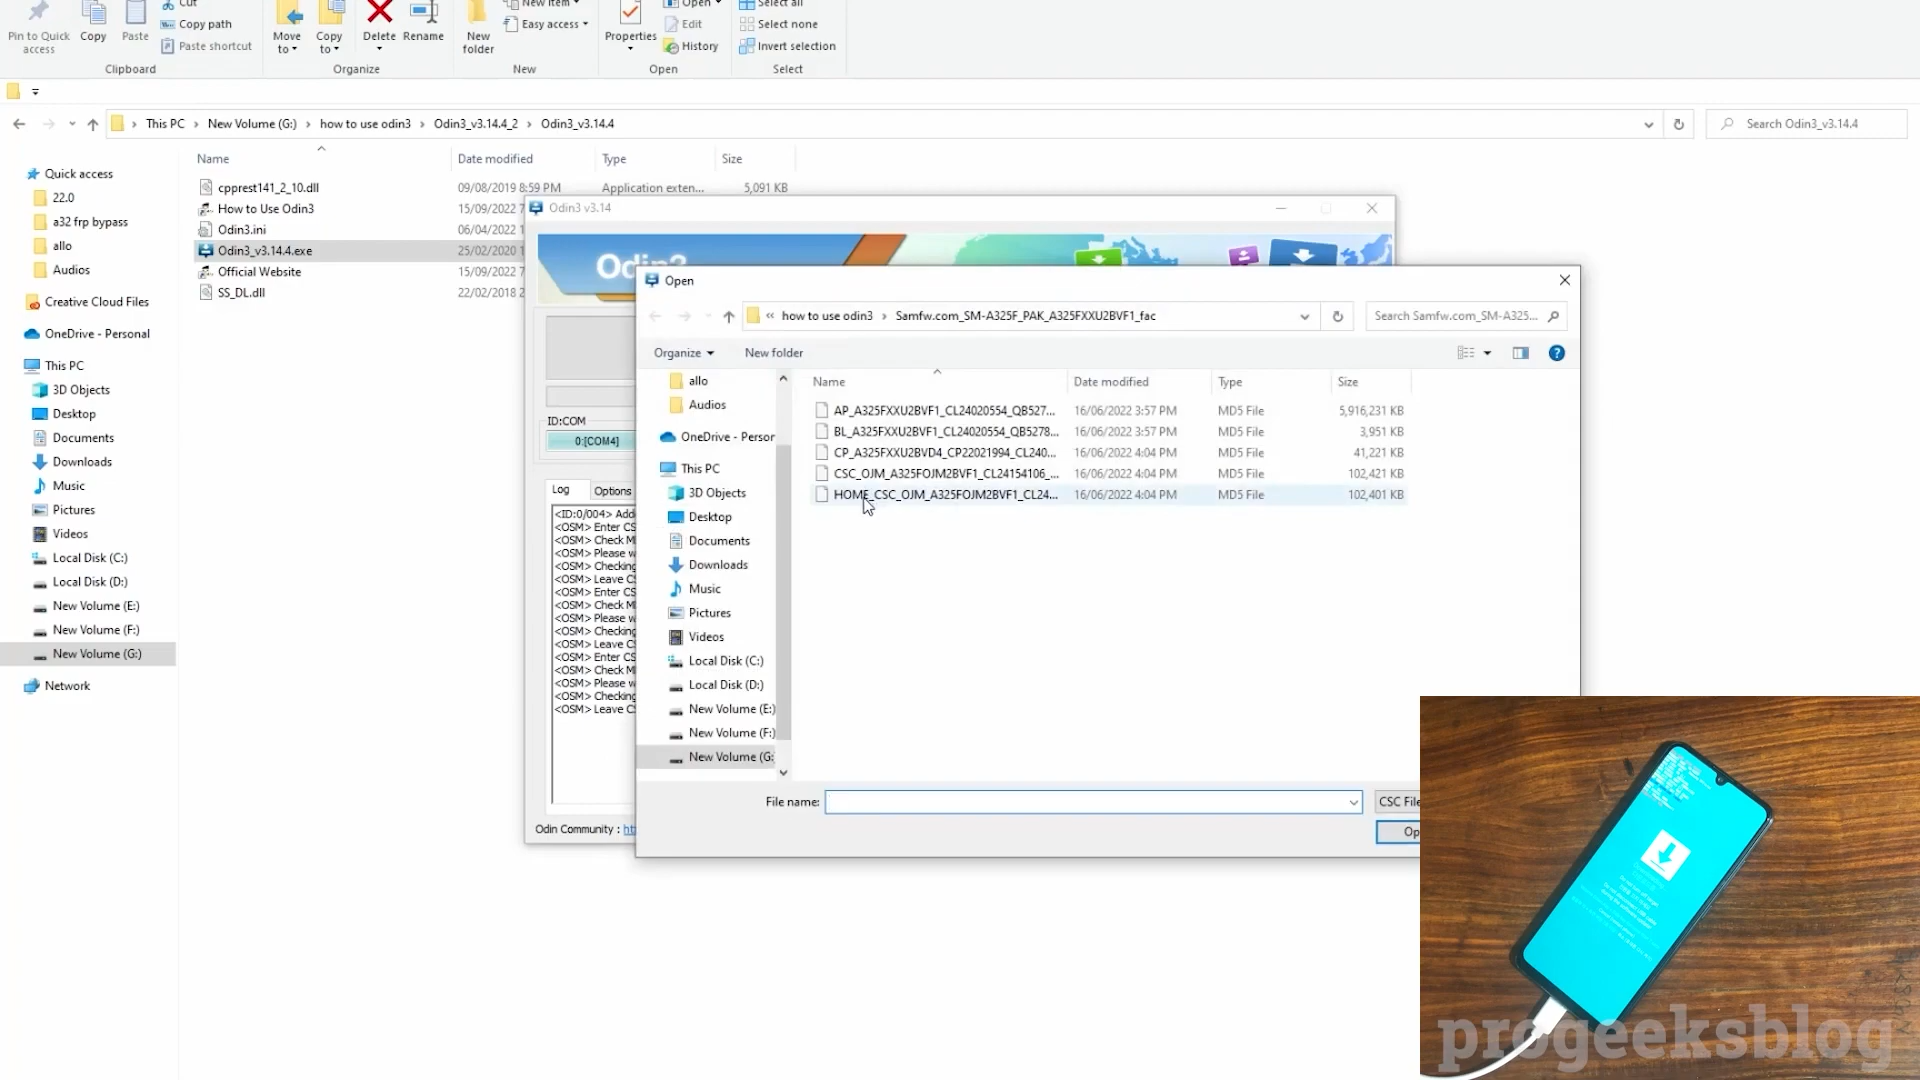 Cut
New item
Open
Select all
Pin to Quick
access
Copy
Paste
Copy path
Paste shortcut
Move
to
Copy
to
Delete
Rename
New
folder
Easy access
Properties
Edit
History
Select none
Invert selection
Clipboard
Organize
New
Open
Select
This PC › New Volume (G:) › how to use odin3 › Odin3_v3.14.4_2 › Odin3_v3.14.4
Search Odin3_v3.14.4
Name
Date modified
Type
Size
cpprest141_2_10.dll 09/08/2019 8:59 PM Application exten... 5,091 KB
How to Use Odin3 15/09/2022 7
Odin3.ini 06/04/2022 1
Odin3_v3.14.4.exe 25/02/2020 1
Official Website 15/09/2022 7
SS_DL.dll 22/02/2018 2
Quick access
22.0
a32 frp bypass
allo
Audios
Creative Cloud Files
OneDrive - Personal
This PC
3D Objects
Desktop
Documents
Downloads
Music
Pictures
Videos
Local Disk (C:)
Local Disk (D:)
New Volume (E:)
New Volume (F:)
New Volume (G:)
Network
Odin3 v3.14
Odin3
ID:COM
0:[COM4]
Log
Options
<ID:0/004> Adde
<OSM> Enter CS
<OSM> Check M
<OSM> Please w
<OSM> Checking
<OSM> Leave CS
<OSM> Enter CS
<OSM> Check M
<OSM> Please w
<OSM> Checking
<OSM> Leave CS
<OSM> Enter CS
<OSM> Check M
<OSM> Please w
<OSM> Checking
<OSM> Leave CS
Odin Community : htt
Open
« how to use odin3 › Samfw.com_SM-A325F_PAK_A325FXXU2BVF1_fac
Search Samfw.com_SM-A325...
Organize
New folder
Name
Date modified
Type
Size
AP_A325FXXU2BVF1_CL24020554_QB527... 16/06/2022 3:57 PM MD5 File 5,916,231 KB
BL_A325FXXU2BVF1_CL24020554_QB5278... 16/06/2022 3:57 PM MD5 File 3,951 KB
CP_A325FXXU2BVD4_CP22021994_CL240... 16/06/2022 4:04 PM MD5 File 41,221 KB
CSC_OJM_A325FOJM2BVF1_CL24154106_... 16/06/2022 4:04 PM MD5 File 102,421 KB
HOME_CSC_OJM_A325FOJM2BVF1_CL24... 16/06/2022 4:04 PM MD5 File 102,401 KB
allo
Audios
OneDrive - Person
This PC
3D Objects
Desktop
Documents
Downloads
Music
Pictures
Videos
Local Disk (C:)
Local Disk (D:)
New Volume (E:)
New Volume (F:)
New Volume (G:
File name:
CSC File
Op
progeeksblog